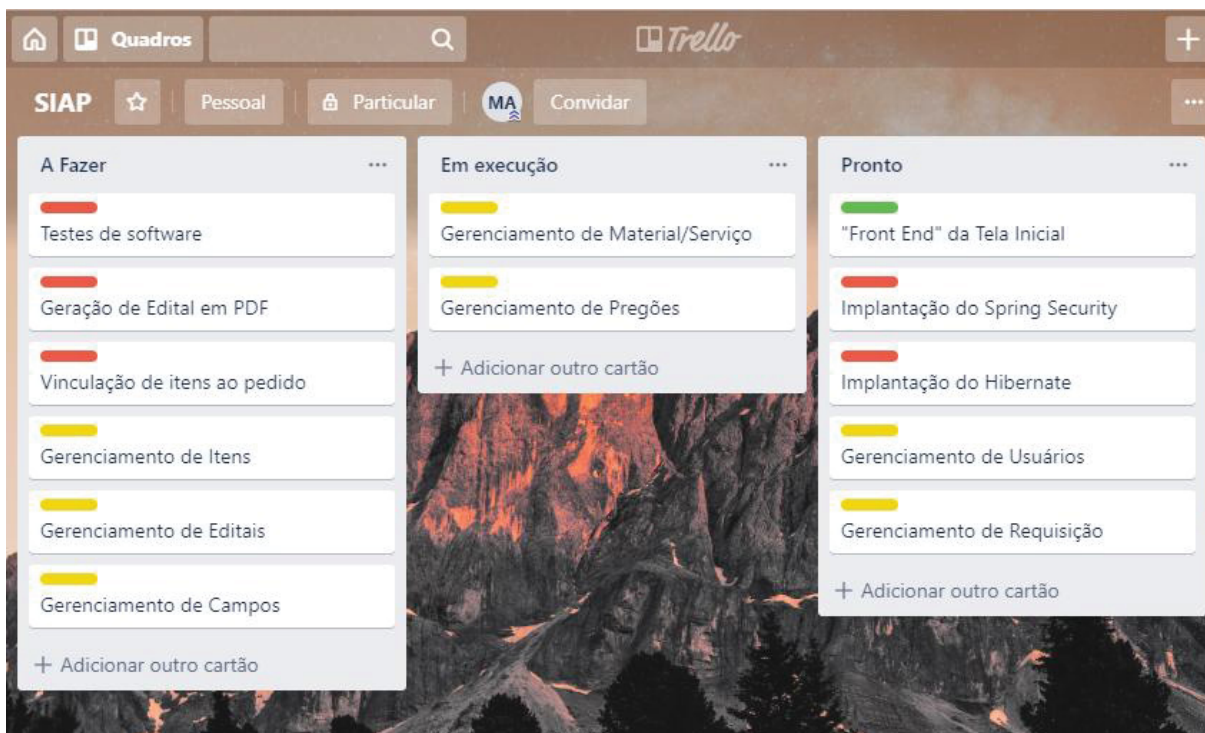 Quadros
Trello
SIAP
Pessoal
Particular
MA
Convidar
A Fazer
Testes de software
Geração de Edital em PDF
Vinculação de itens ao pedido
Gerenciamento de Itens
Gerenciamento de Editais
Gerenciamento de Campos
+ Adicionar outro cartão
Em execução
Gerenciamento de Material/Serviço
Gerenciamento de Pregões
+ Adicionar outro cartão
Pronto
"Front End" da Tela Inicial
Implantação do Spring Security
Implantação do Hibernate
Gerenciamento de Usuários
Gerenciamento de Requisição
+ Adicionar outro cartão